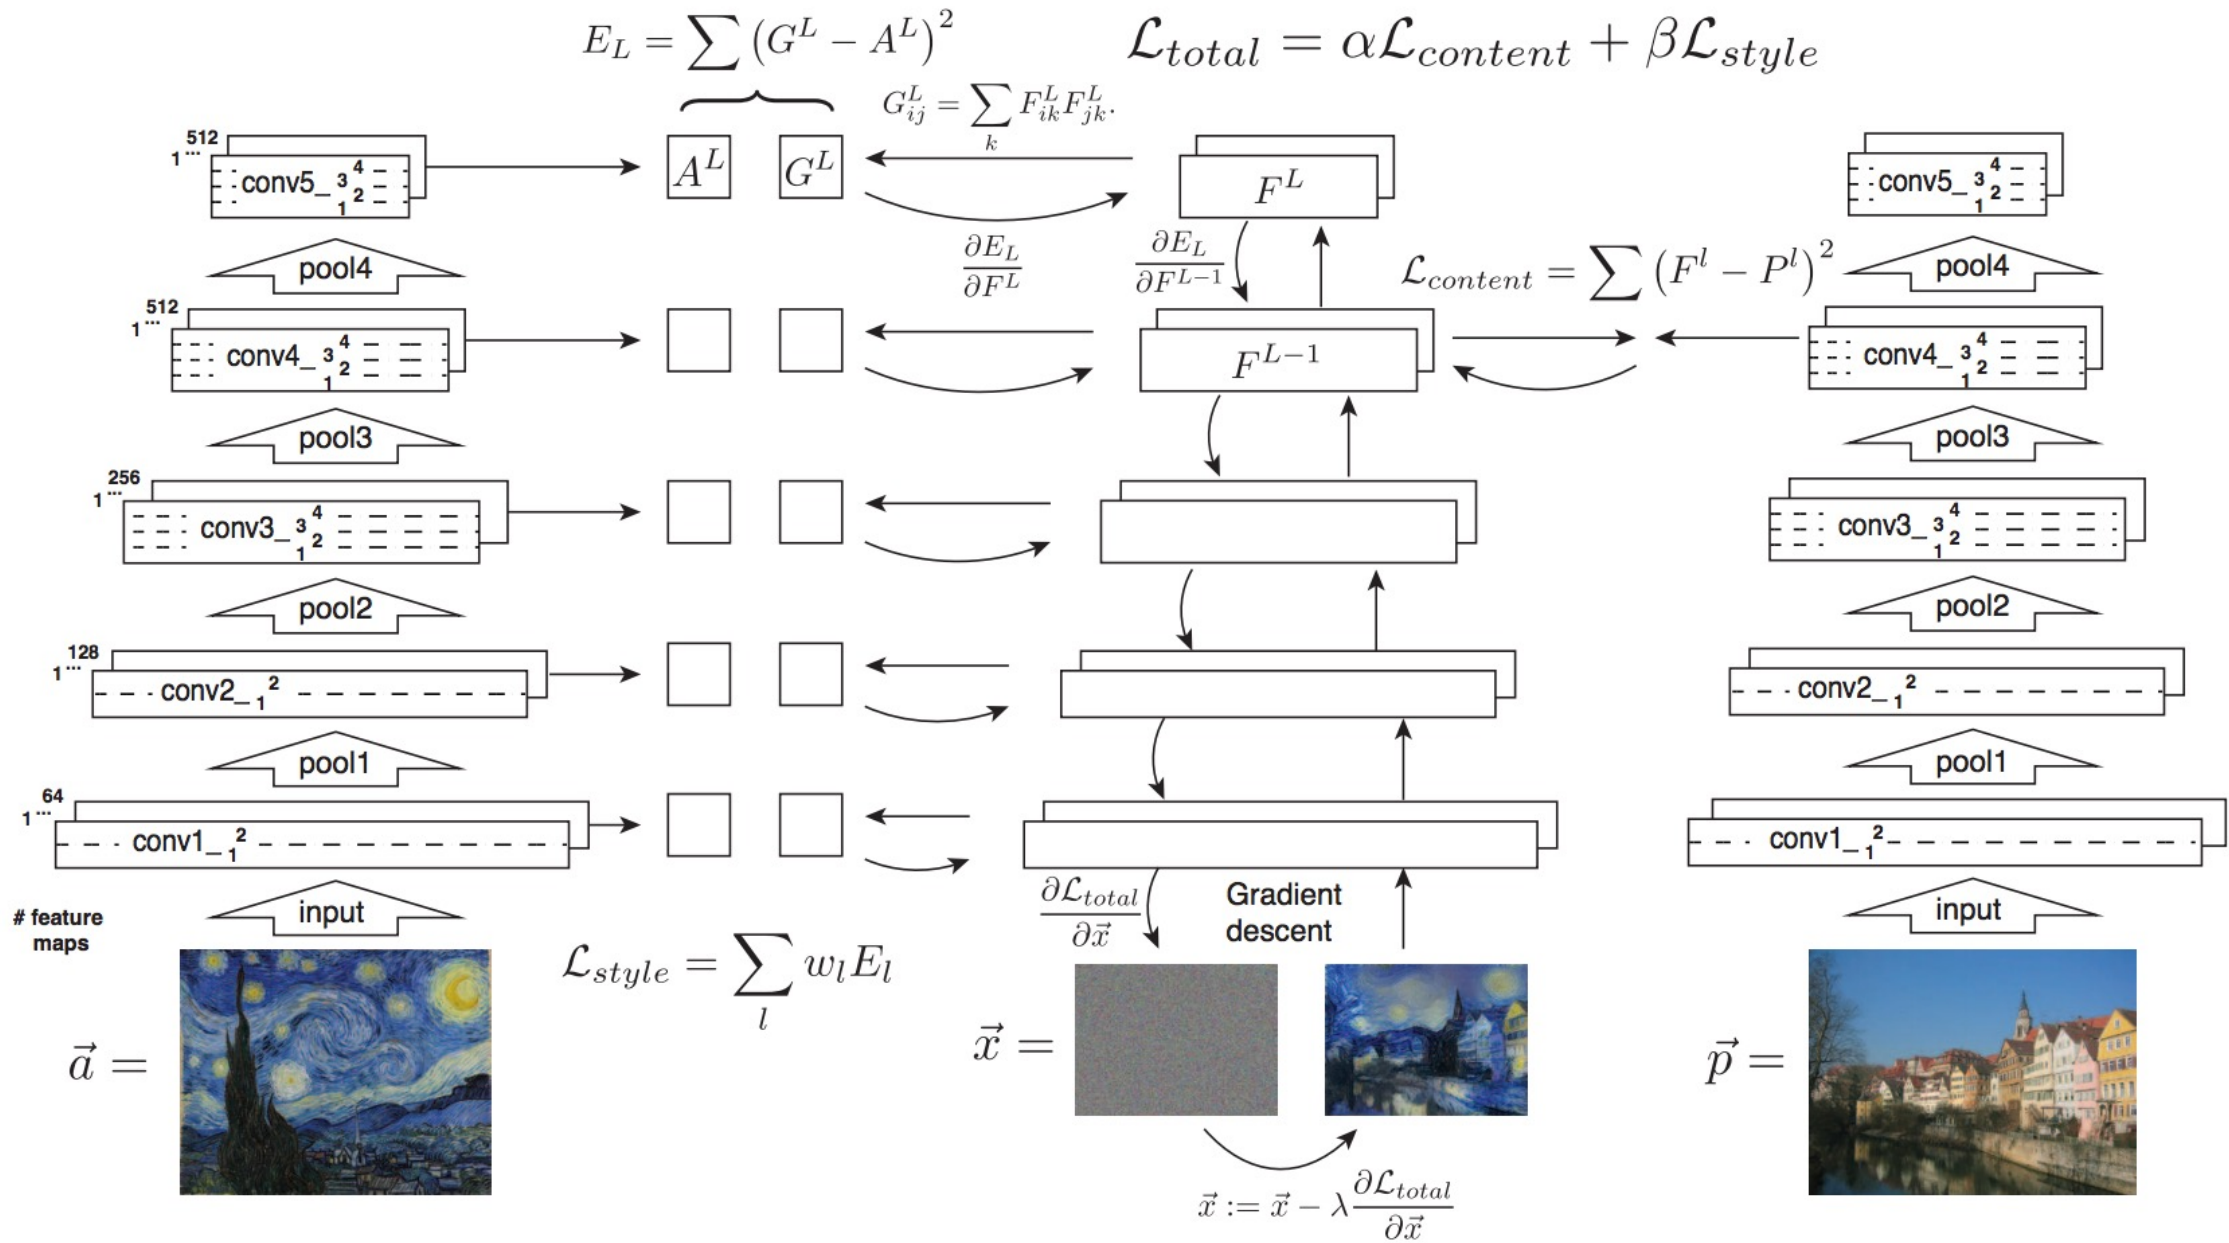 E_L = ∑ (G^L − A^L)^2
ℒ_total = αℒ_content + βℒ_style
G_ij^L = ∑_k F_ik^L F_jk^L.
1 ... 512
conv5_ 1 2 3 4
A^L
G^L
F^L
conv5_ 1 2 3 4
pool4
∂E_L / ∂F^L
∂E_L / ∂F^{L−1}
ℒ_content = ∑ (F^l − P^l)^2
pool4
1 ... 512
conv4_ 1 2 3 4
F^{L−1}
conv4_ 1 2 3 4
pool3
pool3
1 ... 256
conv3_ 1 2 3 4
conv3_ 1 2 3 4
pool2
pool2
1 ... 128
conv2_ 1 2
conv2_ 1 2
pool1
pool1
1 ... 64
conv1_ 1 2
conv1_ 1 2
# feature
maps
input
∂ℒ_total / ∂x⃗
Gradient
descent
input
ℒ_style = ∑_l w_l E_l
a⃗ =
x⃗ =
p⃗ =
x⃗ := x⃗ − λ ∂ℒ_total / ∂x⃗